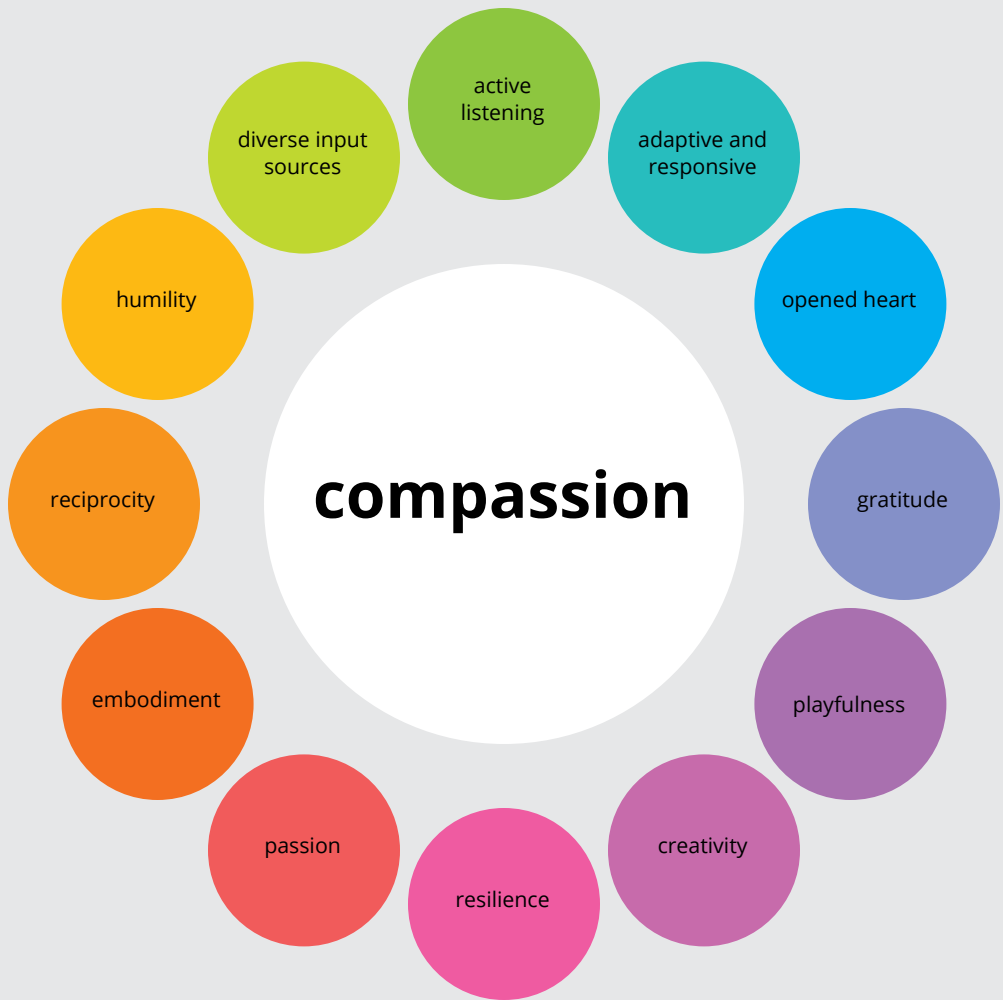 active
listening
adaptive and
responsive
opened heart
gratitude
playfulness
creativity
resilience
passion
embodiment
reciprocity
humility
diverse input
sources
compassion